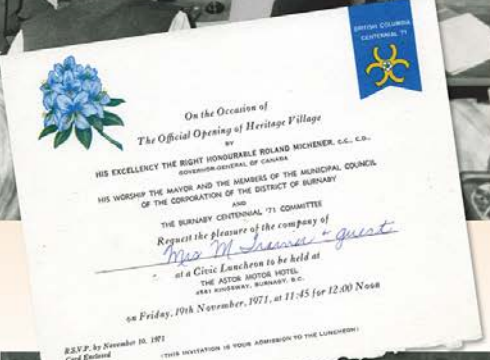 BRITISH COLUMBIA
CENTENNIAL '71
On the Occasion of
The Official Opening of Heritage Village
BY
HIS EXCELLENCY THE RIGHT HONOURABLE ROLAND MICHENER, C.C., C.D.,
GOVERNOR-GENERAL OF CANADA
HIS WORSHIP THE MAYOR AND THE MEMBERS OF THE MUNICIPAL COUNCIL
OF THE CORPORATION OF THE DISTRICT OF BURNABY
AND
THE BURNABY CENTENNIAL '71 COMMITTEE
Request the pleasure of the company of
Mrs M & guest
at a Civic Luncheon to be held at
THE ASTOR MOTOR HOTEL
4561 KINGSWAY, BURNABY, B.C.
on Friday, 19th November, 1971, at 11:45 for 12:00 Noon
R.S.V.P. by November 10, 1971
Card Enclosed
(THIS INVITATION IS YOUR ADMISSION TO THE LUNCHEON)